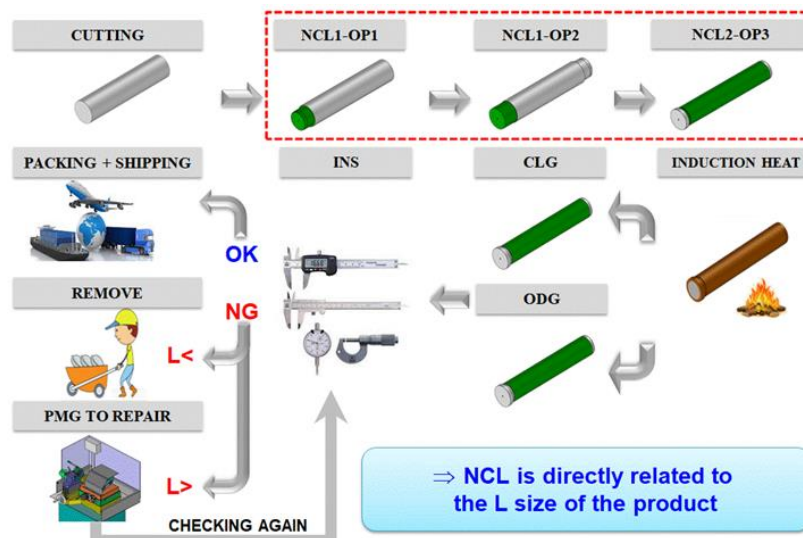 CUTTING
NCL1-OP1
NCL1-OP2
NCL2-OP3
PACKING + SHIPPING
INS
CLG
INDUCTION HEAT
OK
REMOVE
NG
ODG
L<
PMG TO REPAIR
L>
CHECKING AGAIN
⇒ NCL is directly related to
the L size of the product